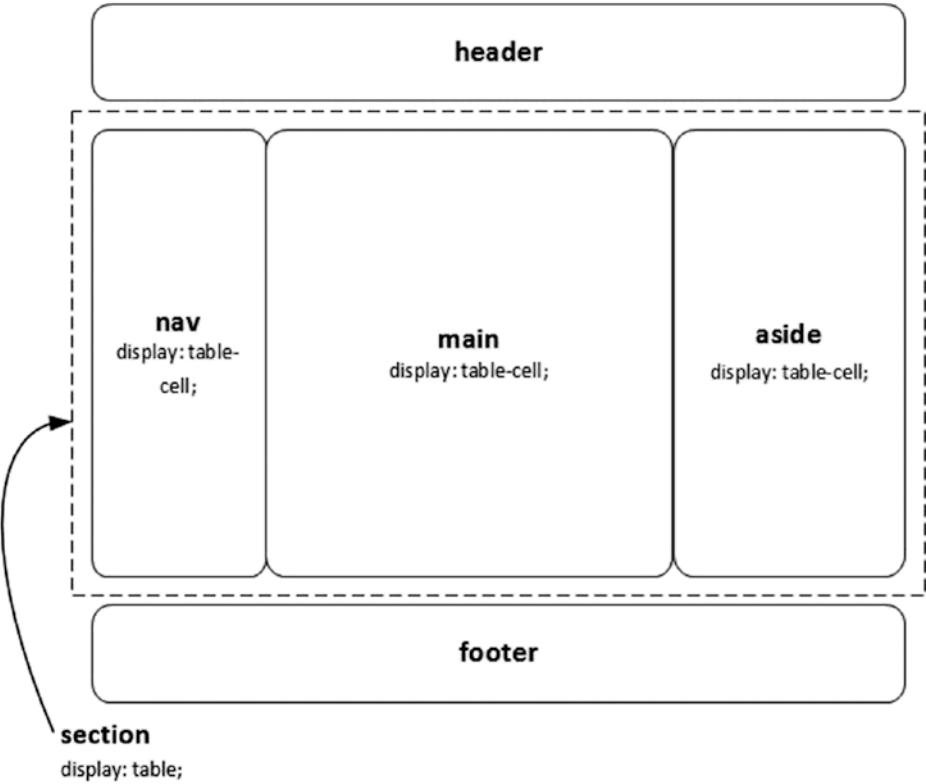 header
nav
display: table-
cell;
main
display: table-cell;
aside
display: table-cell;
footer
section
display: table;